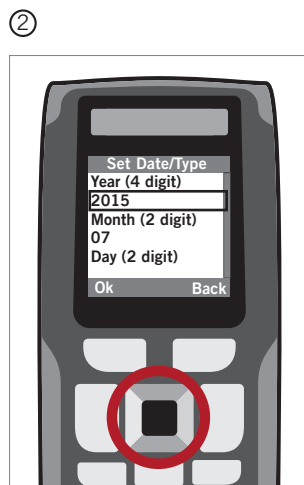 ②
Set Date/Type
Year (4 digit)
2015
Month (2 digit)
07
Day (2 digit)
Ok Back